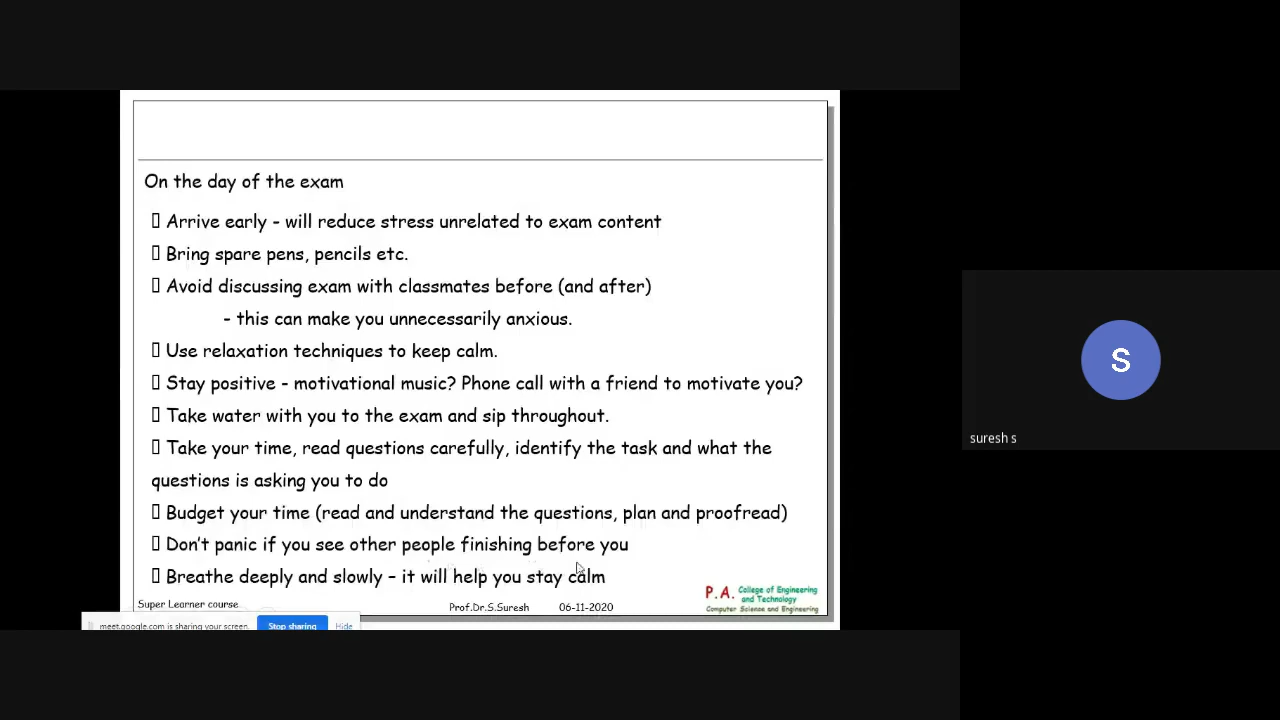 On the day of the exam
Arrive early - will reduce stress unrelated to exam content
Bring spare pens, pencils etc.
Avoid discussing exam with classmates before (and after)
- this can make you unnecessarily anxious.
Use relaxation techniques to keep calm.
Stay positive - motivational music? Phone call with a friend to motivate you?
Take water with you to the exam and sip throughout.
Take your time, read questions carefully, identify the task and what the
questions is asking you to do
Budget your time (read and understand the questions, plan and proofread)
Don't panic if you see other people finishing before you
Breathe deeply and slowly – it will help you stay calm
Super Learner course
Prof.Dr.S.Suresh 06-11-2020
P.A. College of Engineering
and Technology
Computer Science and Engineering
meet.google.com is sharing your screen. Stop sharing Hide
S
suresh s